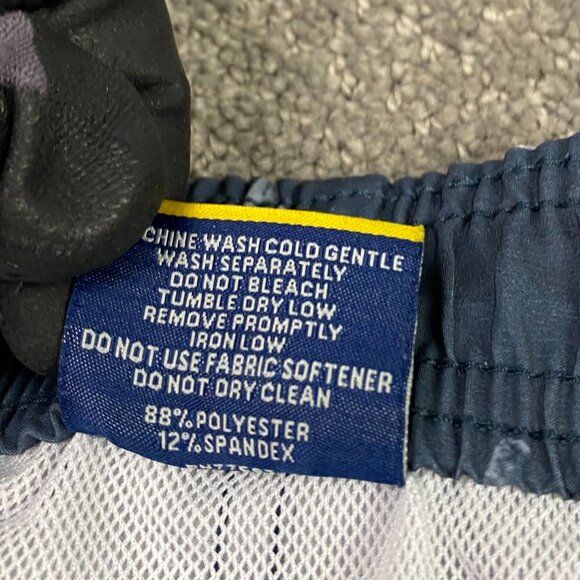 CHINE WASH COLD GENTLE
WASH SEPARATELY
DO NOT BLEACH
TUMBLE DRY LOW
REMOVE PROMPTLY
IRON LOW
DO NOT USE FABRIC SOFTENER
DO NOT DRY CLEAN
88% POLYESTER
12% SPANDEX